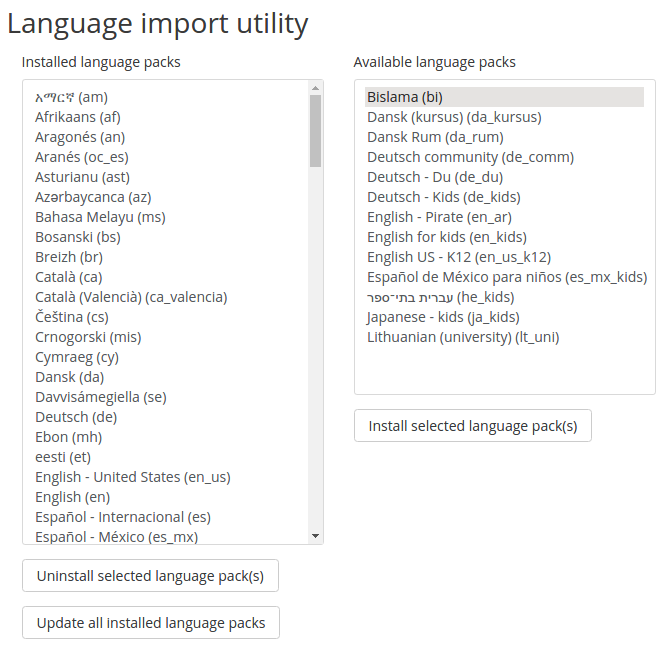 Language import utility
Installed language packs
አማርኛ (am)
Afrikaans (af)
Aragonés (an)
Aranés (oc_es)
Asturianu (ast)
Azərbaycanca (az)
Bahasa Melayu (ms)
Bosanski (bs)
Breizh (br)
Català (ca)
Català (Valencià) (ca_valencia)
Čeština (cs)
Crnogorski (mis)
Cymraeg (cy)
Dansk (da)
Davvisámegiella (se)
Deutsch (de)
Ebon (mh)
eesti (et)
English - United States (en_us)
English (en)
Español - Internacional (es)
Español - México (es_mx)
Uninstall selected language pack(s)
Update all installed language packs
Available language packs
Bislama (bi)
Dansk (kursus) (da_kursus)
Dansk Rum (da_rum)
Deutsch community (de_comm)
Deutsch - Du (de_du)
Deutsch - Kids (de_kids)
English - Pirate (en_ar)
English for kids (en_kids)
English US - K12 (en_us_k12)
Español de México para niños (es_mx_kids)
עברית בתי־ספר (he_kids)
Japanese - kids (ja_kids)
Lithuanian (university) (lt_uni)
Install selected language pack(s)